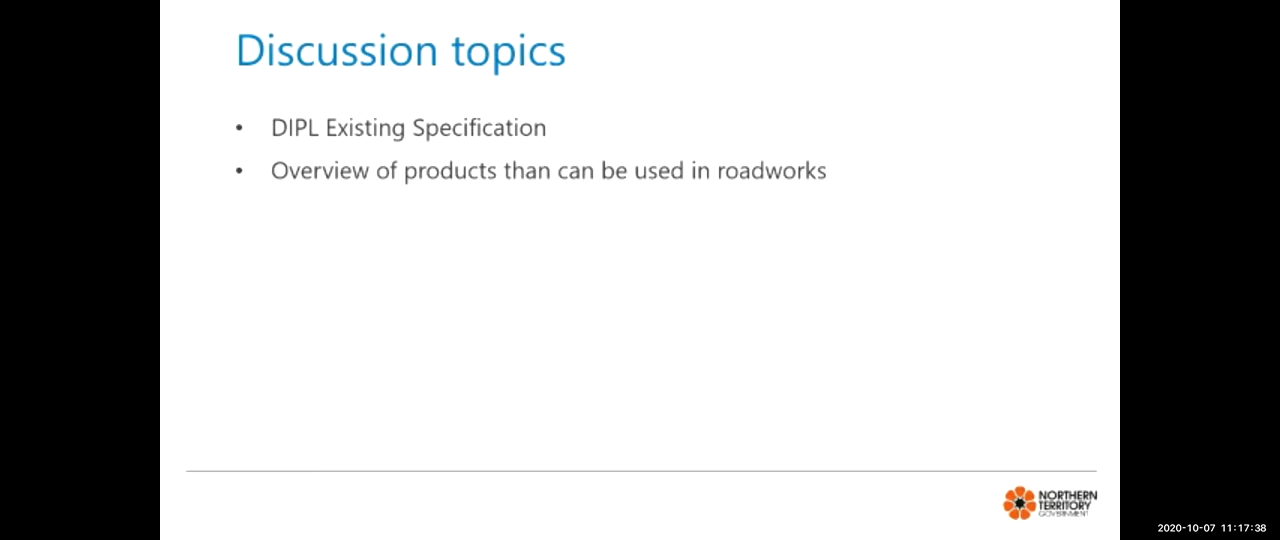 Discussion topics
• DIPL Existing Specification
• Overview of products than can be used in roadworks
NORTHERN
TERRITORY
GOVERNMENT
2020-10-07 11:17:38